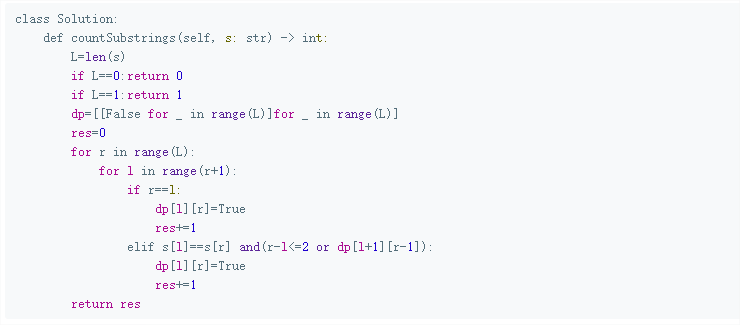 class Solution:
    def countSubstrings(self, s: str) -> int:
        L=len(s)
        if L==0:return 0
        if L==1:return 1
        dp=[[False for _ in range(L)]for _ in range(L)]
        res=0
        for r in range(L):
            for l in range(r+1):
                if r==l:
                    dp[l][r]=True
                    res+=1
                elif s[l]==s[r] and(r-l<=2 or dp[l+1][r-1]):
                    dp[l][r]=True
                    res+=1
        return res